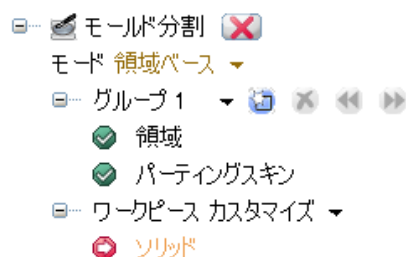 モールド分割
モード 領域ベース
グループ 1
領域
パーティングスキン
ワークピース カスタマイズ
ソリッド